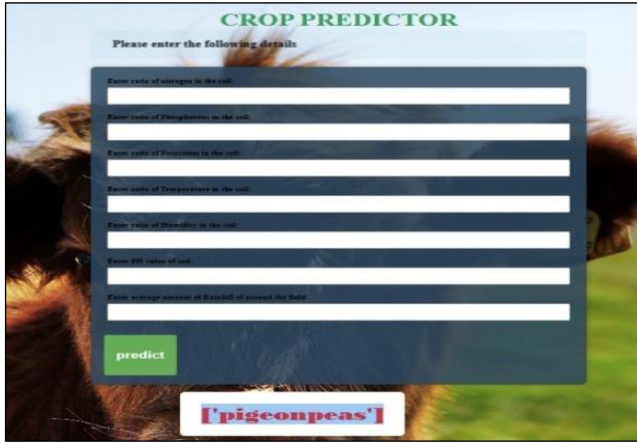 CROP PREDICTOR
Please enter the following details
Enter ratio of nitrogen in the soil:
Enter ratio of Phosphorus in the soil:
Enter ratio of Potassium in the soil:
Enter ratio of Temperature in the soil:
Enter ratio of Humidity in the soil:
Enter PH value of soil:
Enter average amount of Rainfall of around the field:
predict
['pigeonpeas']